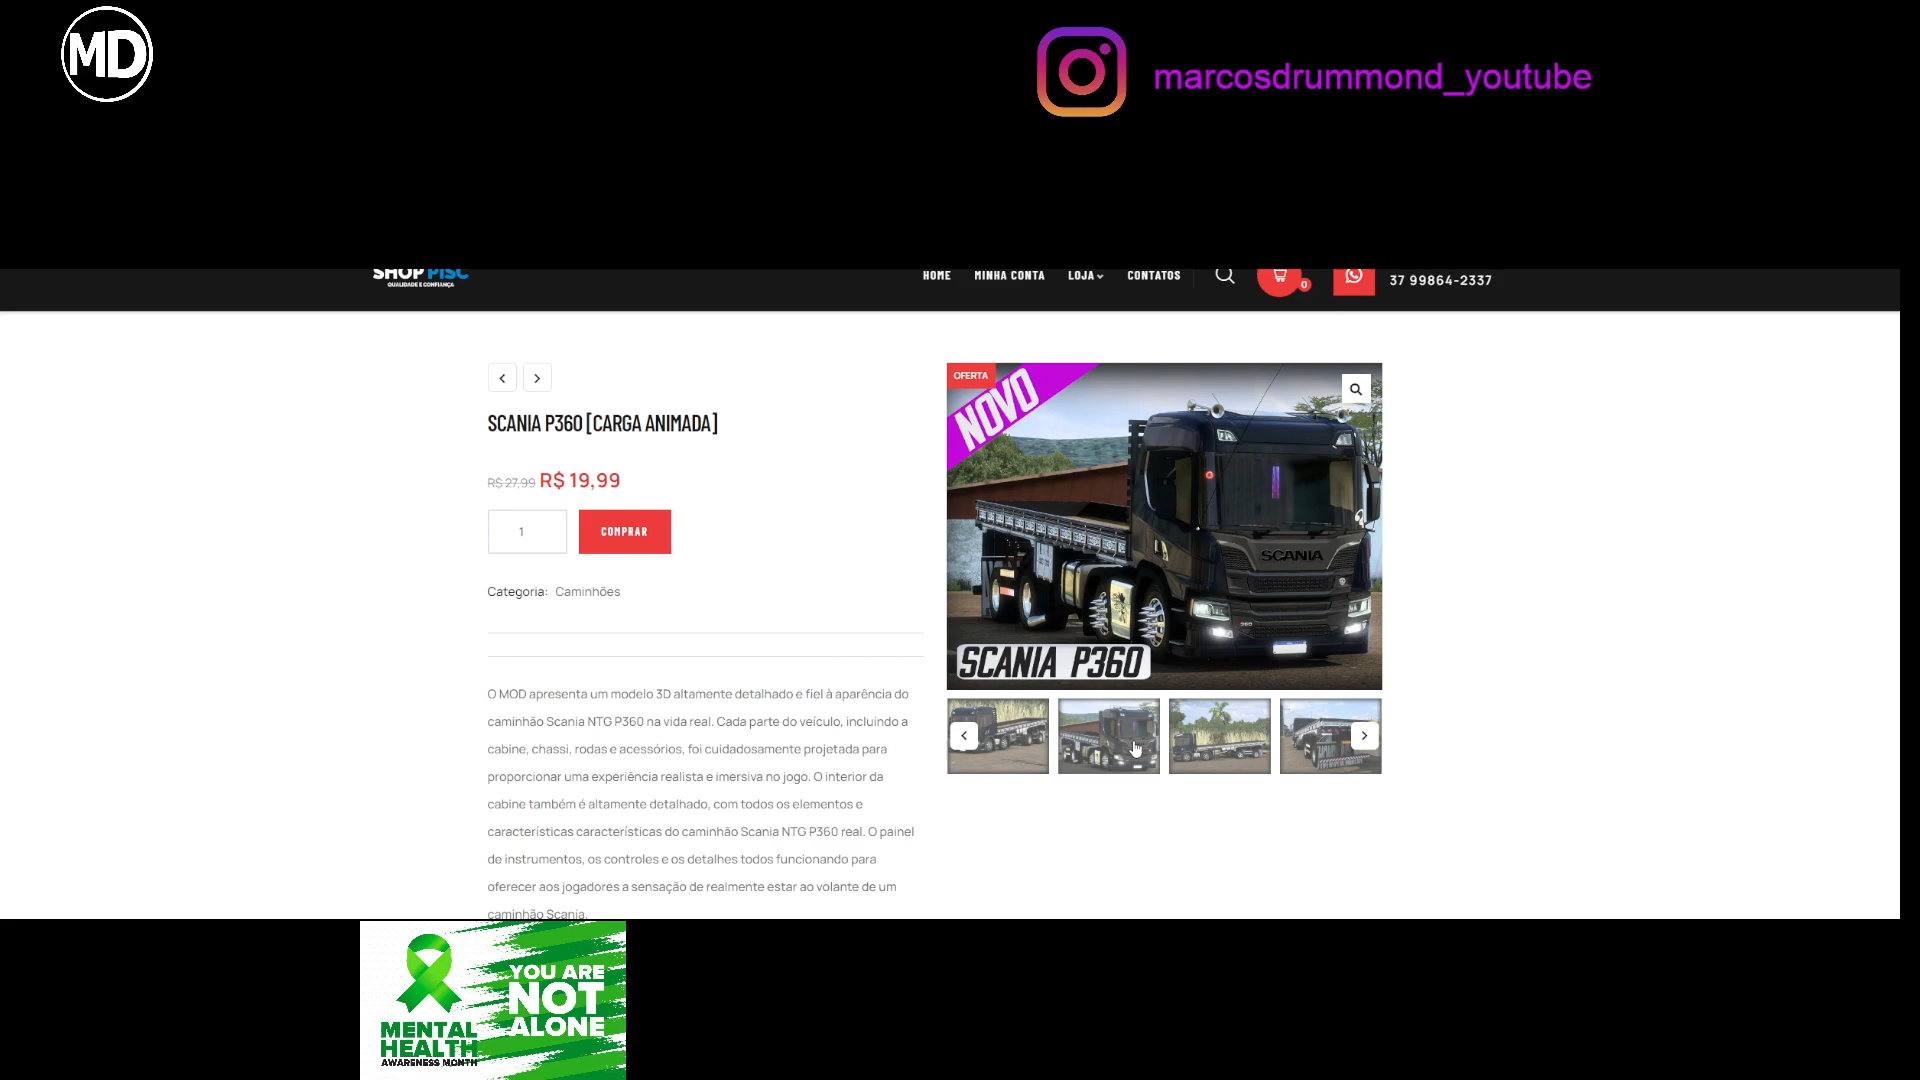 MD
marcosdrummond_youtube
SHOP PISC
QUALIDADE E CONFIANÇA
HOME MINHA CONTA LOJA CONTATOS 0 37 99864-2337
SCANIA P360 [CARGA ANIMADA]
R$ 27,99 R$ 19,99
1 COMPRAR
Categoria: Caminhões
O MOD apresenta um modelo 3D altamente detalhado e fiel à aparência do
caminhão Scania NTG P360 na vida real. Cada parte do veículo, incluindo a
cabine, chassi, rodas e acessórios, foi cuidadosamente projetada para
proporcionar uma experiência realista e imersiva no jogo. O interior da
cabine também é altamente detalhado, com todos os elementos e
características características do caminhão Scania NTG P360 real. O painel
de instrumentos, os controles e os detalhes todos funcionando para
oferecer aos jogadores a sensação de realmente estar ao volante de um
caminhão Scania.
OFERTA
NOVO
SCANIA
SCANIA P360
MENTAL
HEALTH
AWARENESS MONTH
YOU ARE
NOT
ALONE